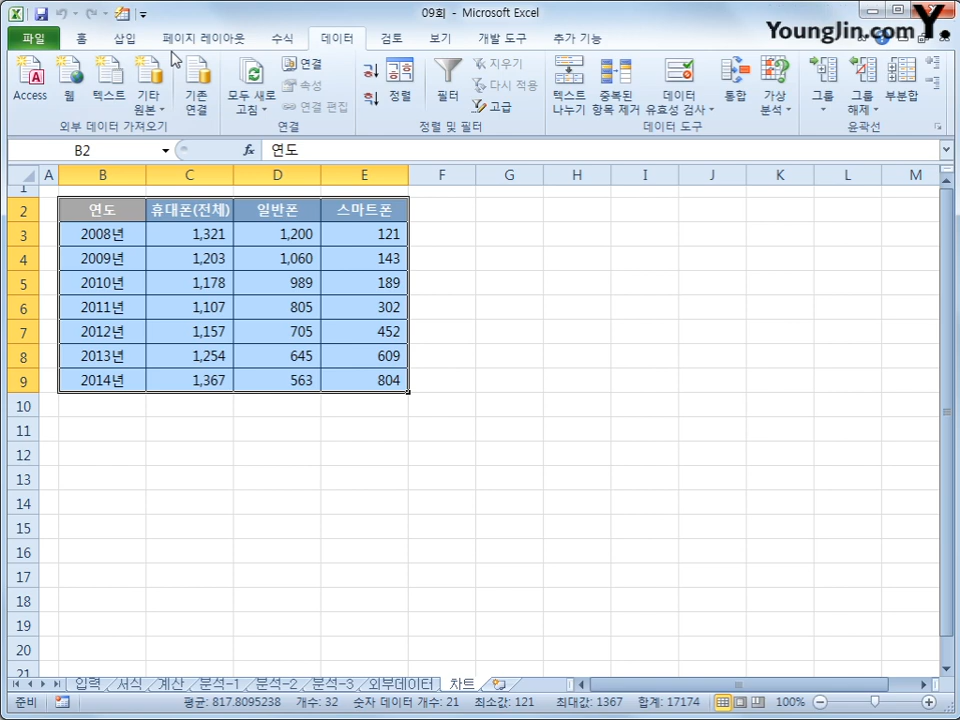 09회 - Microsoft Excel
YoungJin.com Y.
파일 홈 삽입 페이지 레이아웃 수식 데이터 검토 보기 개발 도구 추가 기능
Access 웹 텍스트 기타 원본 기존 연결 모두 새로 고침 연결 속성 연결 편집 정렬 필터 지우기 다시 적용 고급 텍스트 나누기 중복된 항목 제거 데이터 유효성 검사 통합 가상 분석 그룹 그룹 해제 부분합
외부 데이터 가져오기 연결 정렬 및 필터 데이터 도구 윤곽선
B2 fx 연도
A B C D E F G H I J K L M
1
2 연도 휴대폰(전체) 일반폰 스마트폰
3 2008년 1,321 1,200 121
4 2009년 1,203 1,060 143
5 2010년 1,178 989 189
6 2011년 1,107 805 302
7 2012년 1,157 705 452
8 2013년 1,254 645 609
9 2014년 1,367 563 804
10
11
12
13
14
15
16
17
18
19
20
21
입력 서식 계산 분석-1 분석-2 분석-3 외부데이터 차트
준비 평균: 817.8095238 개수: 32 숫자 데이터 개수: 21 최소값: 121 최대값: 1367 합계: 17174 100%